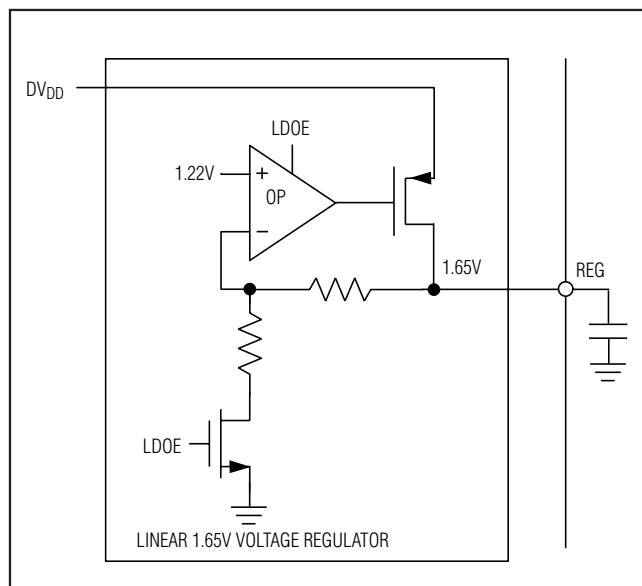 DVDD
LDOE
1.22V
+
OP
−
1.65V
REG
LDOE
LINEAR 1.65V VOLTAGE REGULATOR